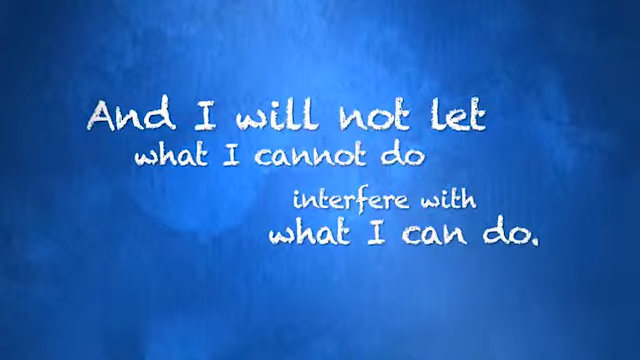 And I will not let
what I cannot do
interfere with
what I can do.